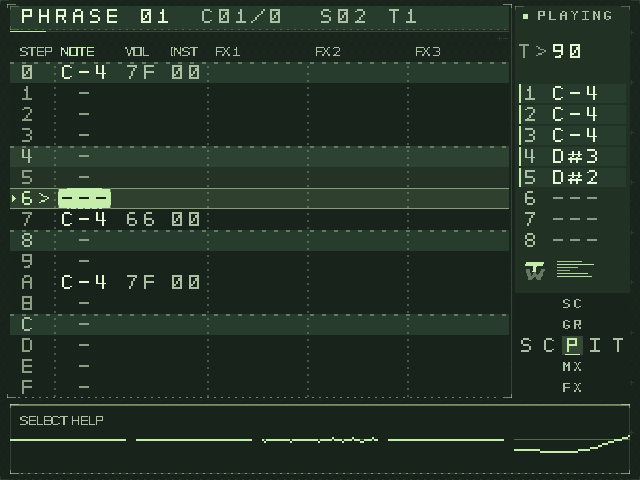 PHRASE 01 C01/0 S02 T1
PLAYING
T>90
STEP NOTE VOL INST FX1 FX2 FX3
0 C-4 7F 00
1 -
2 -
3 -
4 -
5 -
6> ---
7 C-4 66 00
8 -
9 -
A C-4 7F 00
B -
C -
D -
E -
F -
1 C-4
2 C-4
3 C-4
4 D#3
5 D#2
6 ---
7 ---
8 ---
TW
SC
GR
SCPIT
MX
FX
SELECT HELP